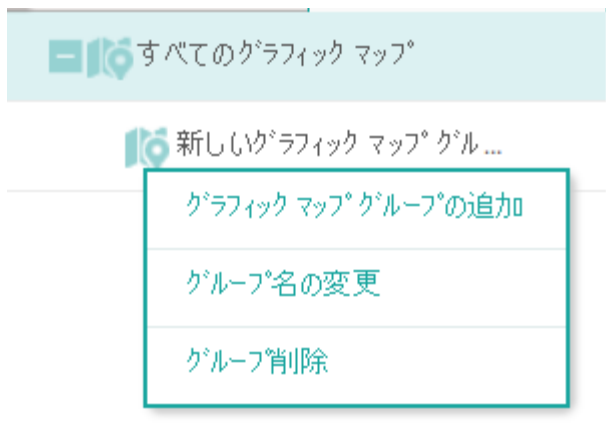 すべてのグラフィック マップ
新しいグラフィック マップ グル...
グラフィック マップ グループの追加
グループ名の変更
グループ削除